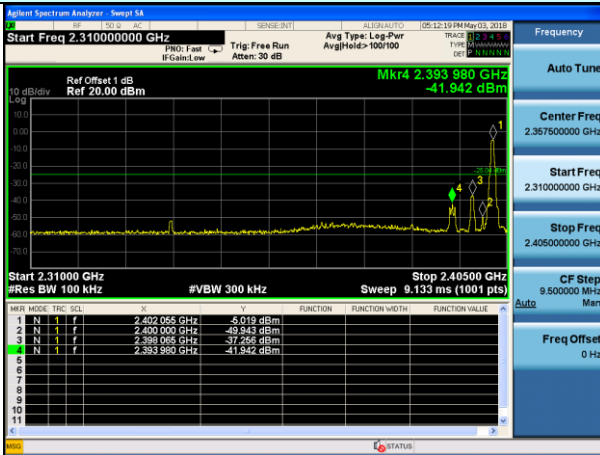 Agilent Spectrum Analyzer - Swept SA
RF 50 Ω AC SENSE:INT ALIGNAUTO 05:12:19 PM May 03, 2018
Start Freq 2.310000000 GHz
PNO: Fast
IFGain:Low
Trig: Free Run
Atten: 30 dB
Avg Type: Log-Pwr
Avg|Hold:>100/100
TRACE 1 2 3 4 5 6
TYPE M
DET P N N N N N
Mkr4 2.393 980 GHz
-41.942 dBm
Ref Offset 1 dB
Ref 20.00 dBm
10 dB/div
Log
10.0
0.00
-10.0
-20.0
-30.0
-40.0
-50.0
-60.0
-70.0
1
3
4
2
Start 2.31000 GHz
Stop 2.40500 GHz
#Res BW 100 kHz
#VBW 300 kHz
Sweep 9.133 ms (1001 pts)
MKR MODE TRC SCL X Y FUNCTION FUNCTION WIDTH FUNCTION VALUE
1 N 1 f 2.402 055 GHz -5.019 dBm
2 N 1 f 2.400 000 GHz -49.943 dBm
3 N 1 f 2.398 065 GHz -37.256 dBm
4 N 1 f 2.393 980 GHz -41.942 dBm
5
6
7
8
9
10
11
MSG
STATUS
Frequency
Auto Tune
Center Freq
2.357500000 GHz
Start Freq
2.310000000 GHz
Stop Freq
2.405000000 GHz
CF Step
9.500000 MHz
Auto Man
Freq Offset
0 Hz